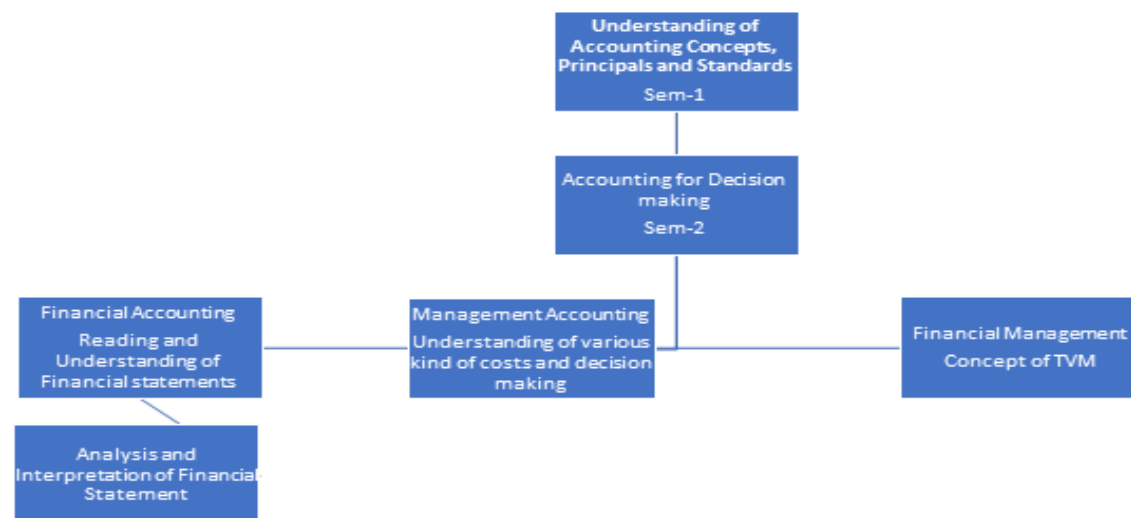 Understanding of
Accounting Concepts,
Principals and Standards
Sem-1
Accounting for Decision
making
Sem-2
Financial Accounting
Reading and
Understanding of
Financial statements
Management Accounting
Understanding of various
kind of costs and decision
making
Financial Management
Concept of TVM
Analysis and
Interpretation of Financial
Statement